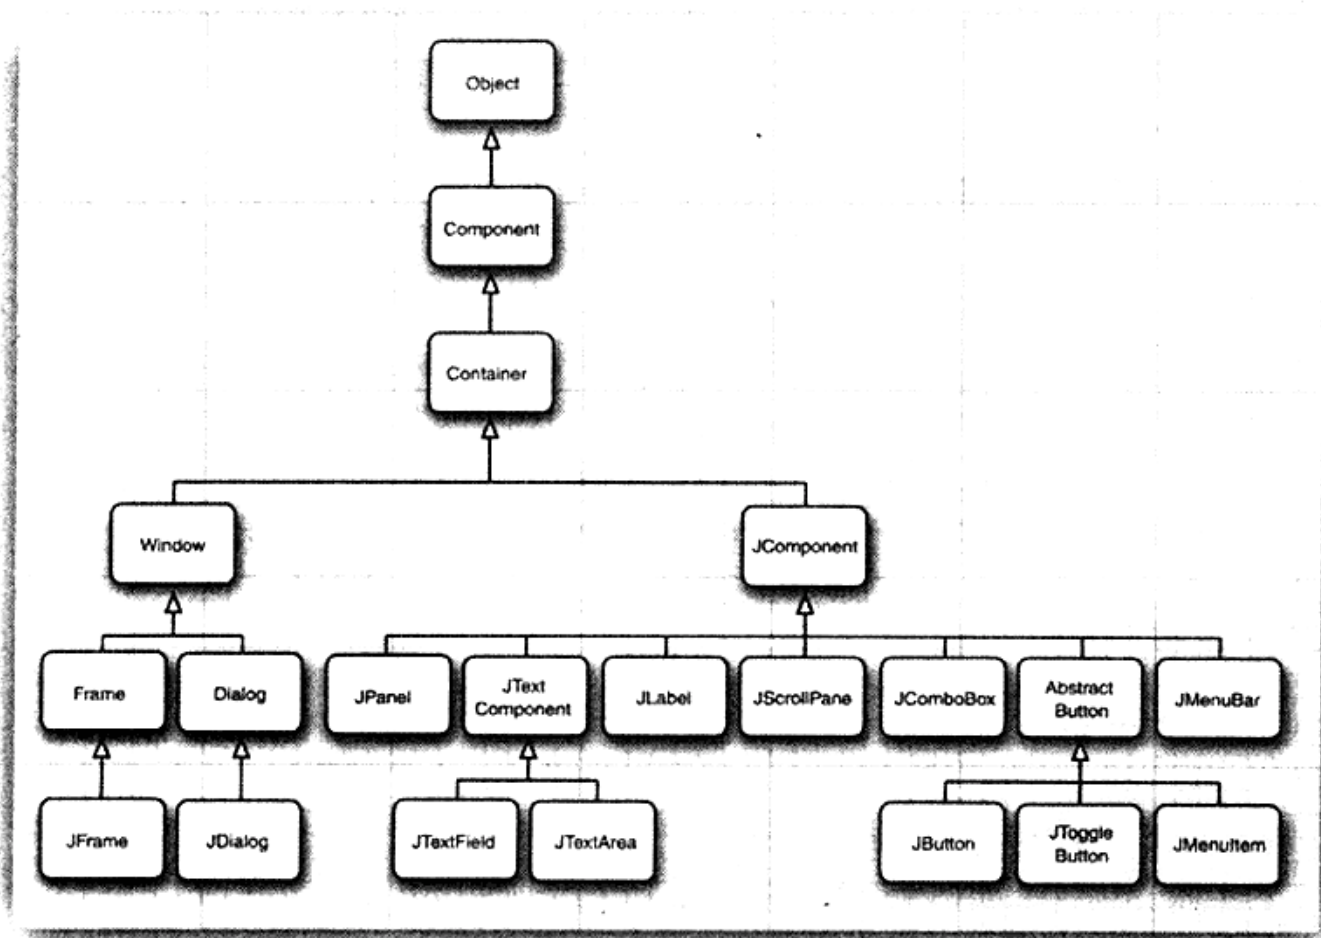 Object
Component
Container
Window
JComponent
Frame
Dialog
JPanel
JText
Component
JLabel
JScrollPane
JComboBox
Abstract
Button
JMenuBar
JFrame
JDialog
JTextField
JTextArea
JButton
JToggle
Button
JMenuItem